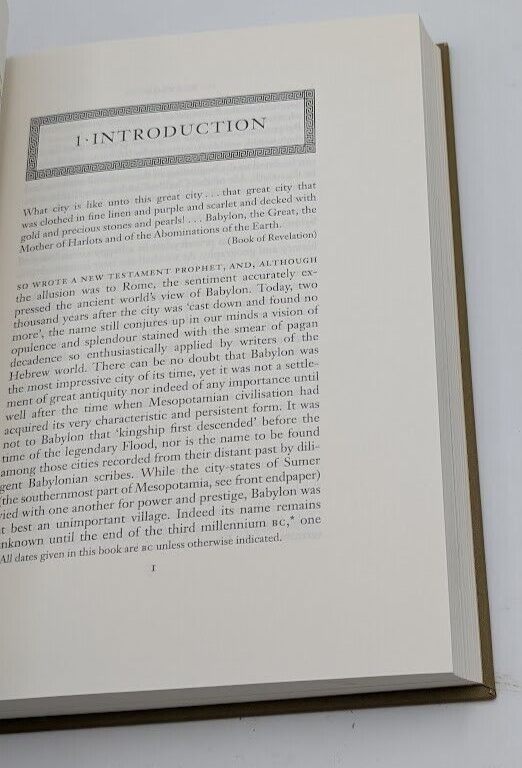 1·INTRODUCTION
What city is like unto this great city . . . that great city that
was clothed in fine linen and purple and scarlet and decked with
gold and precious stones and pearls! . . . Babylon, the Great, the
Mother of Harlots and of the Abominations of the Earth.
(Book of Revelation)
SO WROTE A NEW TESTAMENT PROPHET, AND, ALTHOUGH
the allusion was to Rome, the sentiment accurately ex-
pressed the ancient world's view of Babylon. Today, two
thousand years after the city was 'cast down and found no
more', the name still conjures up in our minds a vision of
opulence and splendour stained with the smear of pagan
decadence so enthusiastically applied by writers of the
Hebrew world. There can be no doubt that Babylon was
the most impressive city of its time, yet it was not a settle-
ment of great antiquity nor indeed of any importance until
well after the time when Mesopotamian civilisation had
acquired its very characteristic and persistent form. It was
not to Babylon that 'kingship first descended' before the
time of the legendary Flood, nor is the name to be found
among those cities recorded from their distant past by dili-
gent Babylonian scribes. While the city-states of Sumer
(the southernmost part of Mesopotamia, see front endpaper)
vied with one another for power and prestige, Babylon was
t best an unimportant village. Indeed its name remains
nknown until the end of the third millennium BC,* one
All dates given in this book are BC unless otherwise indicated.
1